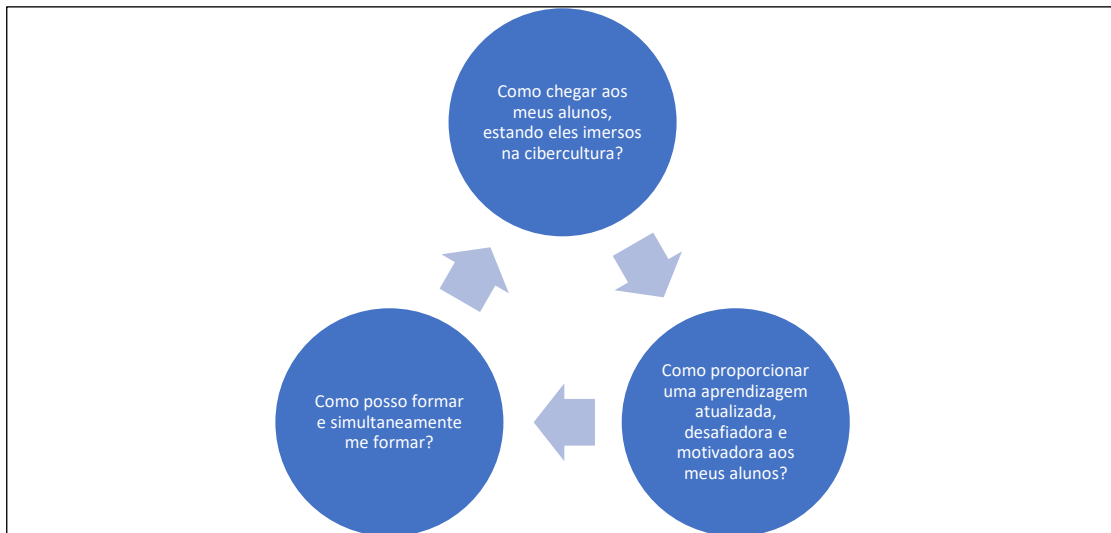 Como chegar aos
meus alunos,
estando eles imersos
na cibercultura?
Como proporcionar
uma aprendizagem
atualizada,
desafiadora e
motivadora aos
meus alunos?
Como posso formar
e simultaneamente
me formar?